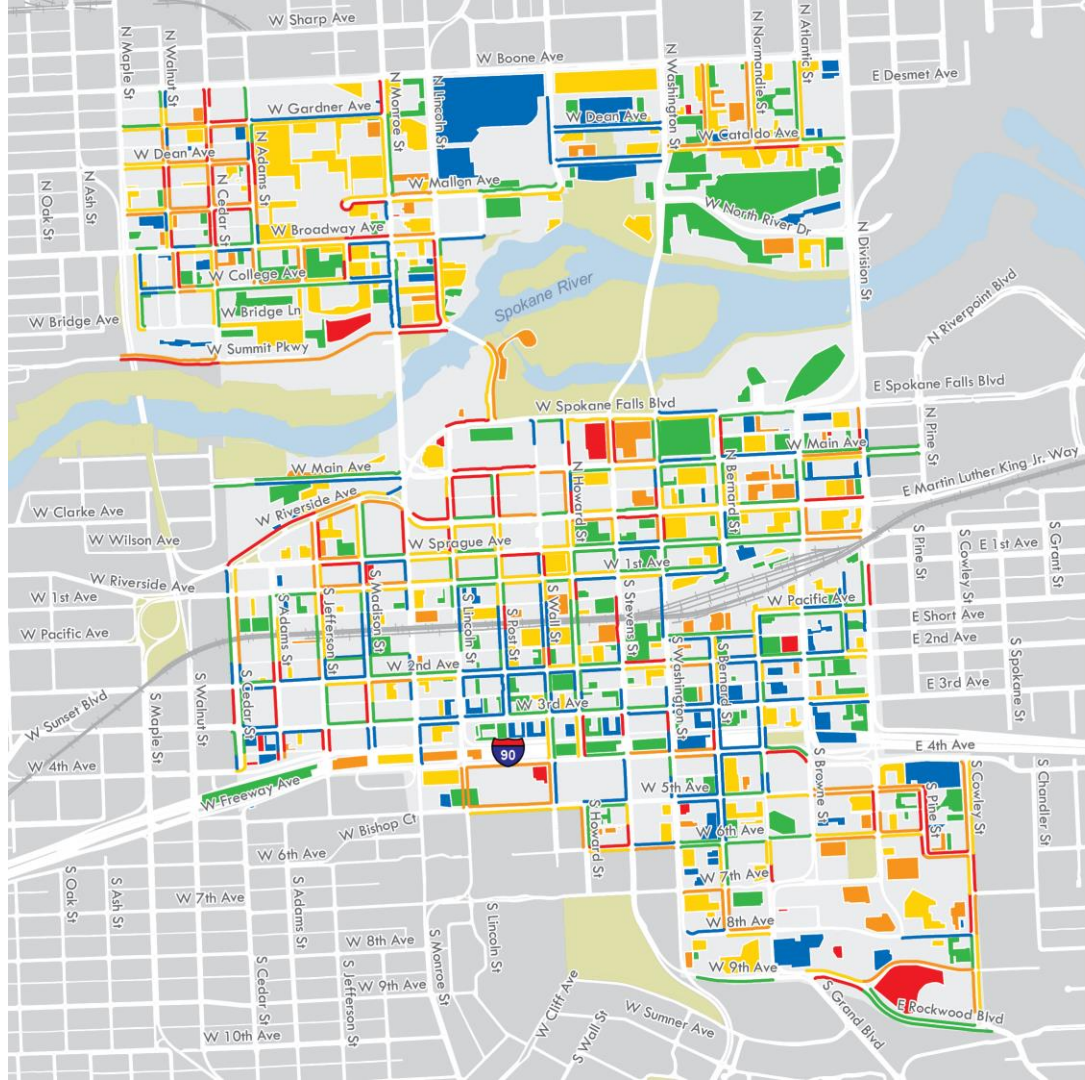 W Sharp Ave
N Maple St
N Walnut St
N Monroe St
N Lincoln St
W Boone Ave
N Washington St
N Normandie St
N Atlantic St
E Desmet Ave
W Gardner Ave
W Dean Ave
W Cataldo Ave
W Dean Ave
N Adams St
N Oak St
N Ash St
N Cedar St
W Mallon Ave
W North River Dr
W Broadway Ave
N Division St
W College Ave
Spokane River
W Bridge Ave
W Bridge Ln
N Riverpoint Blvd
W Summit Pkwy
E Spokane Falls Blvd
W Spokane Falls Blvd
N Pine St
W Main Ave
W Main Ave
N Howard St
N Bernard St
E Martin Luther King Jr. Way
W Riverside Ave
W Clarke Ave
W Wilson Ave
W Sprague Ave
S Pine St
S Cowley St
E 1st Ave
S Grant St
W 1st Ave
W Riverside Ave
W 1st Ave
W Pacific Ave
W Pacific Ave
S Adams St
S Jefferson St
S Madison St
S Lincoln St
S Post St
S Wall St
S Stevens St
E Short Ave
E 2nd Ave
S Washington St
S Bernard St
S Spokane St
W 2nd Ave
E 3rd Ave
W Sunset Blvd
S Maple St
S Walnut St
S Cedar St
W 3rd Ave
E 4th Ave
90
W 4th Ave
S Browne St
W Freeway Ave
W 5th Ave
S Pine St
S Cowley St
S Chandler St
W Bishop Ct
S Howard St
W 6th Ave
W 6th Ave
S Oak St
S Ash St
W 7th Ave
S Adams St
W 7th Ave
S Lincoln St
W 8th Ave
W 8th Ave
S Monroe St
S Cedar St
S Jefferson St
W 9th Ave
W 9th Ave
W Cliff Ave
S Grand Blvd
E Rockwood Blvd
W Sumner Ave
W 10th Ave
S Wall St